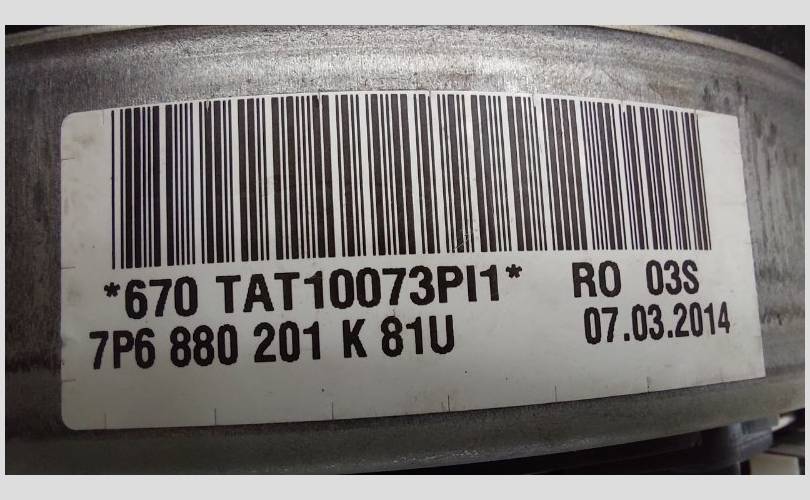 *670 TAT10073PI1* RO 03S
7P6 880 201 K 81U 07.03.2014